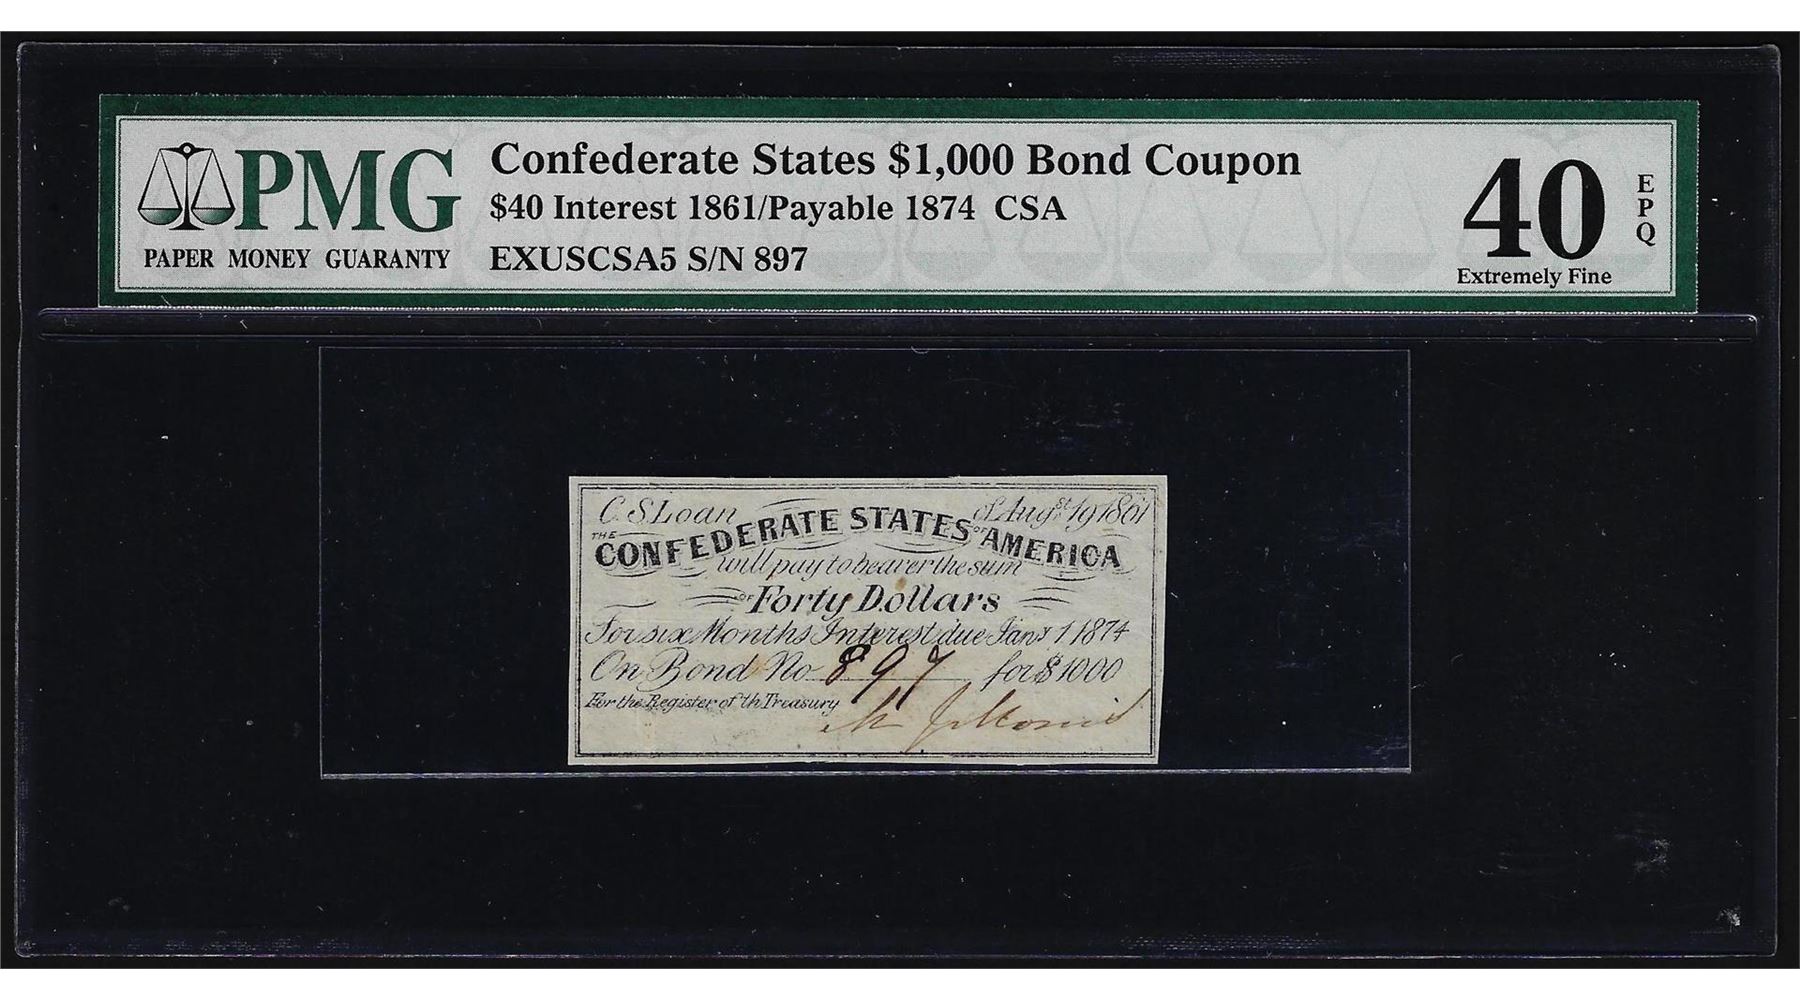 PMG
PAPER MONEY GUARANTY
Confederate States $1,000 Bond Coupon
$40 Interest 1861/Payable 1874 CSA
EXUSCSA5 S/N 897
40
EPQ
Extremely Fine
C. S. Loan of Augst 19 1861
THE CONFEDERATE STATES OF AMERICA
will pay to bearer the sum
OF Forty Dollars
For six Months Interest due Jany 1 1874
On Bond No 897 for $1000
For the Register of th Treasury